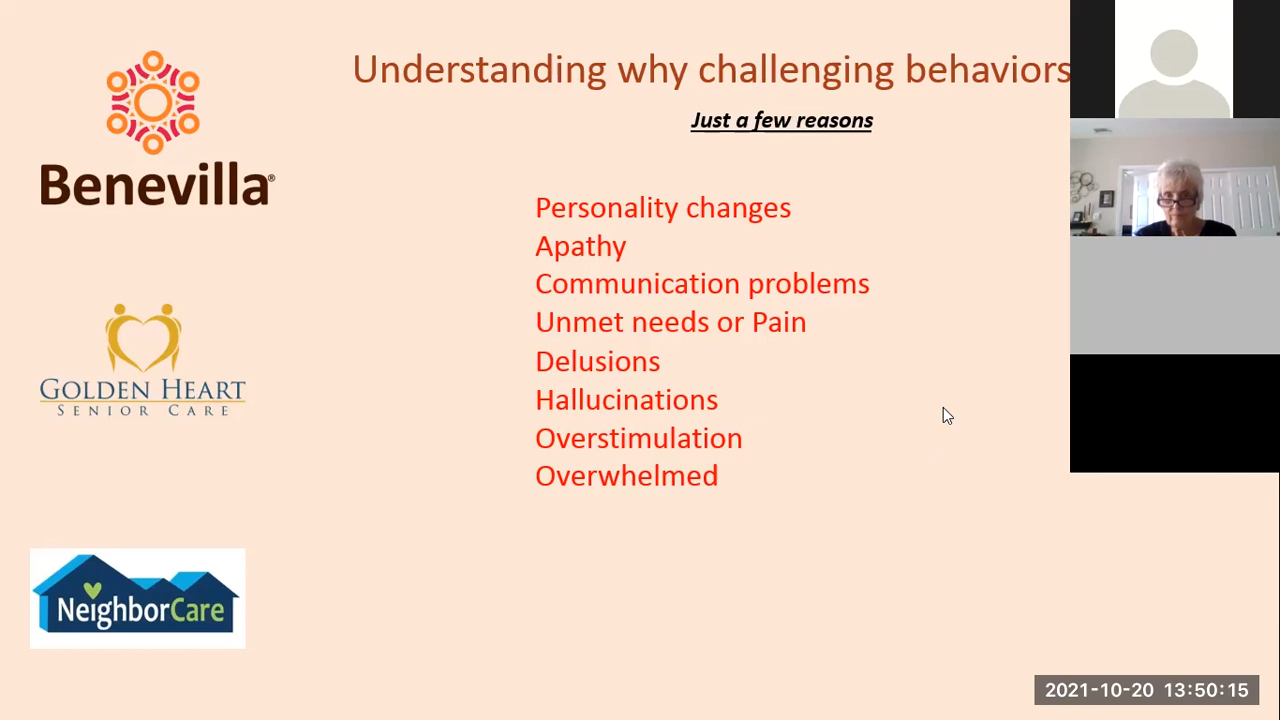 Understanding why challenging behaviors
Just a few reasons
Benevilla®
Personality changes
Apathy
Communication problems
Unmet needs or Pain
Delusions
Hallucinations
Overstimulation
Overwhelmed
GOLDEN HEART
SENIOR CARE
NeighborCare
2021-10-20 13:50:15